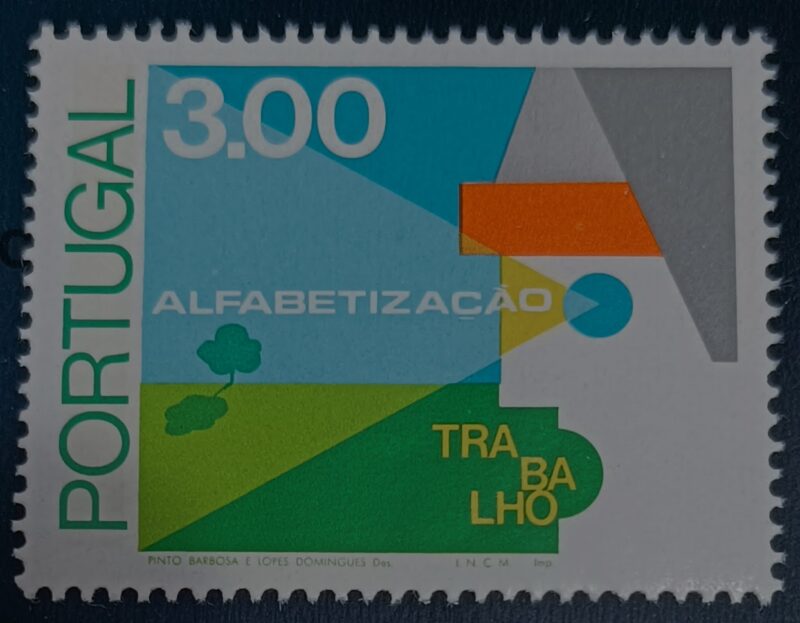 PORTUGAL
3.00
ALFABETIZAÇÃO
TRA
BA
LHO
PINTO BARBOSA E LOPES DOMINGUES Des. I. N. C. M. Imp.